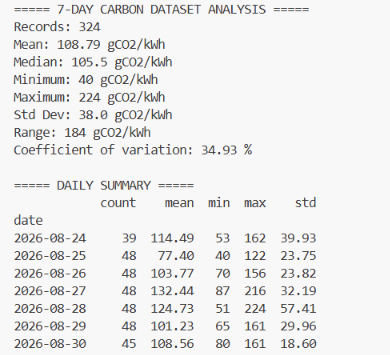 ===== 7-DAY CARBON DATASET ANALYSIS =====
Records: 324
Mean: 108.79 gCO2/kWh
Median: 105.5 gCO2/kWh
Minimum: 40 gCO2/kWh
Maximum: 224 gCO2/kWh
Std Dev: 38.0 gCO2/kWh
Range: 184 gCO2/kWh
Coefficient of variation: 34.93 %

===== DAILY SUMMARY =====
            count    mean  min  max    std
date
2026-08-24     39  114.49   53  162  39.93
2026-08-25     48   77.40   40  122  23.75
2026-08-26     48  103.77   70  156  23.82
2026-08-27     48  132.44   87  216  32.19
2026-08-28     48  124.73   51  224  57.41
2026-08-29     48  101.23   65  161  29.96
2026-08-30     45  108.56   80  161  18.60